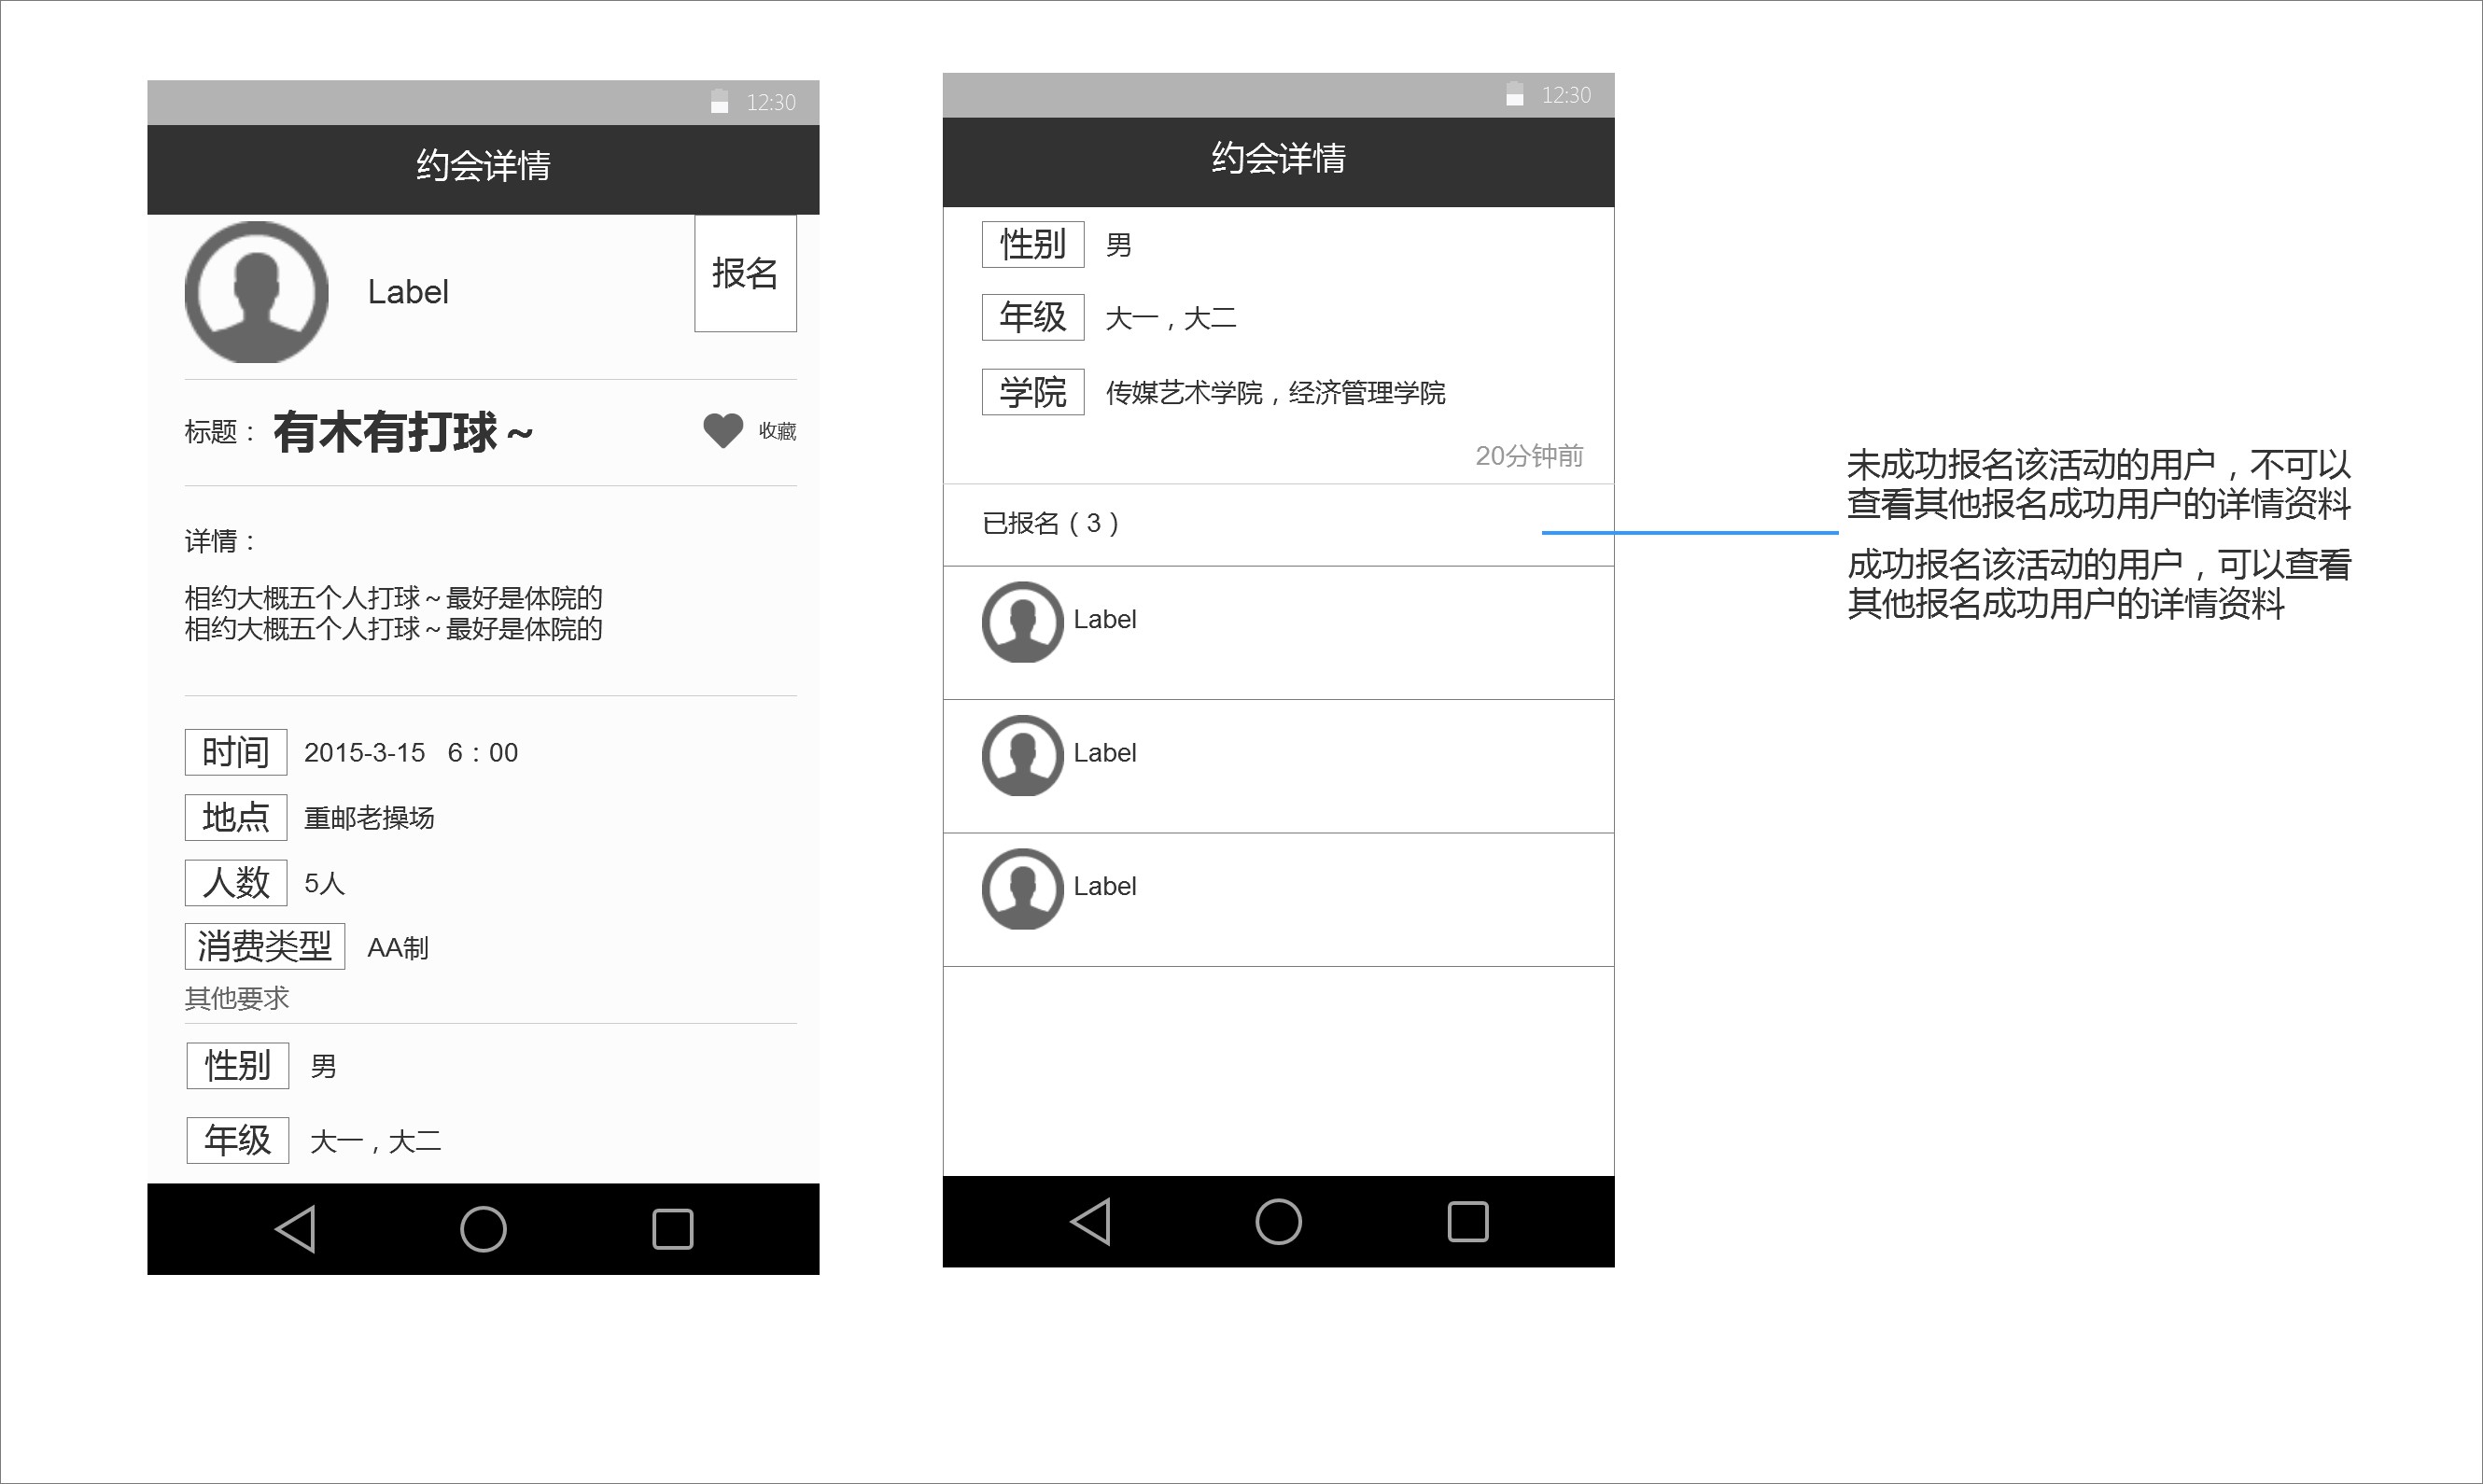 12:30
约会详情
Label
报名
标题： 有木有打球～
收藏
详情：
相约大概五个人打球～最好是体院的
相约大概五个人打球～最好是体院的
时间 2015-3-15 6：00
地点 重邮老操场
人数 5人
消费类型 AA制
其他要求
性别 男
年级 大一，大二
12:30
约会详情
性别 男
年级 大一，大二
学院 传媒艺术学院，经济管理学院
20分钟前
已报名（3）
Label
Label
Label
未成功报名该活动的用户，不可以
查看其他报名成功用户的详情资料
成功报名该活动的用户，可以查看
其他报名成功用户的详情资料